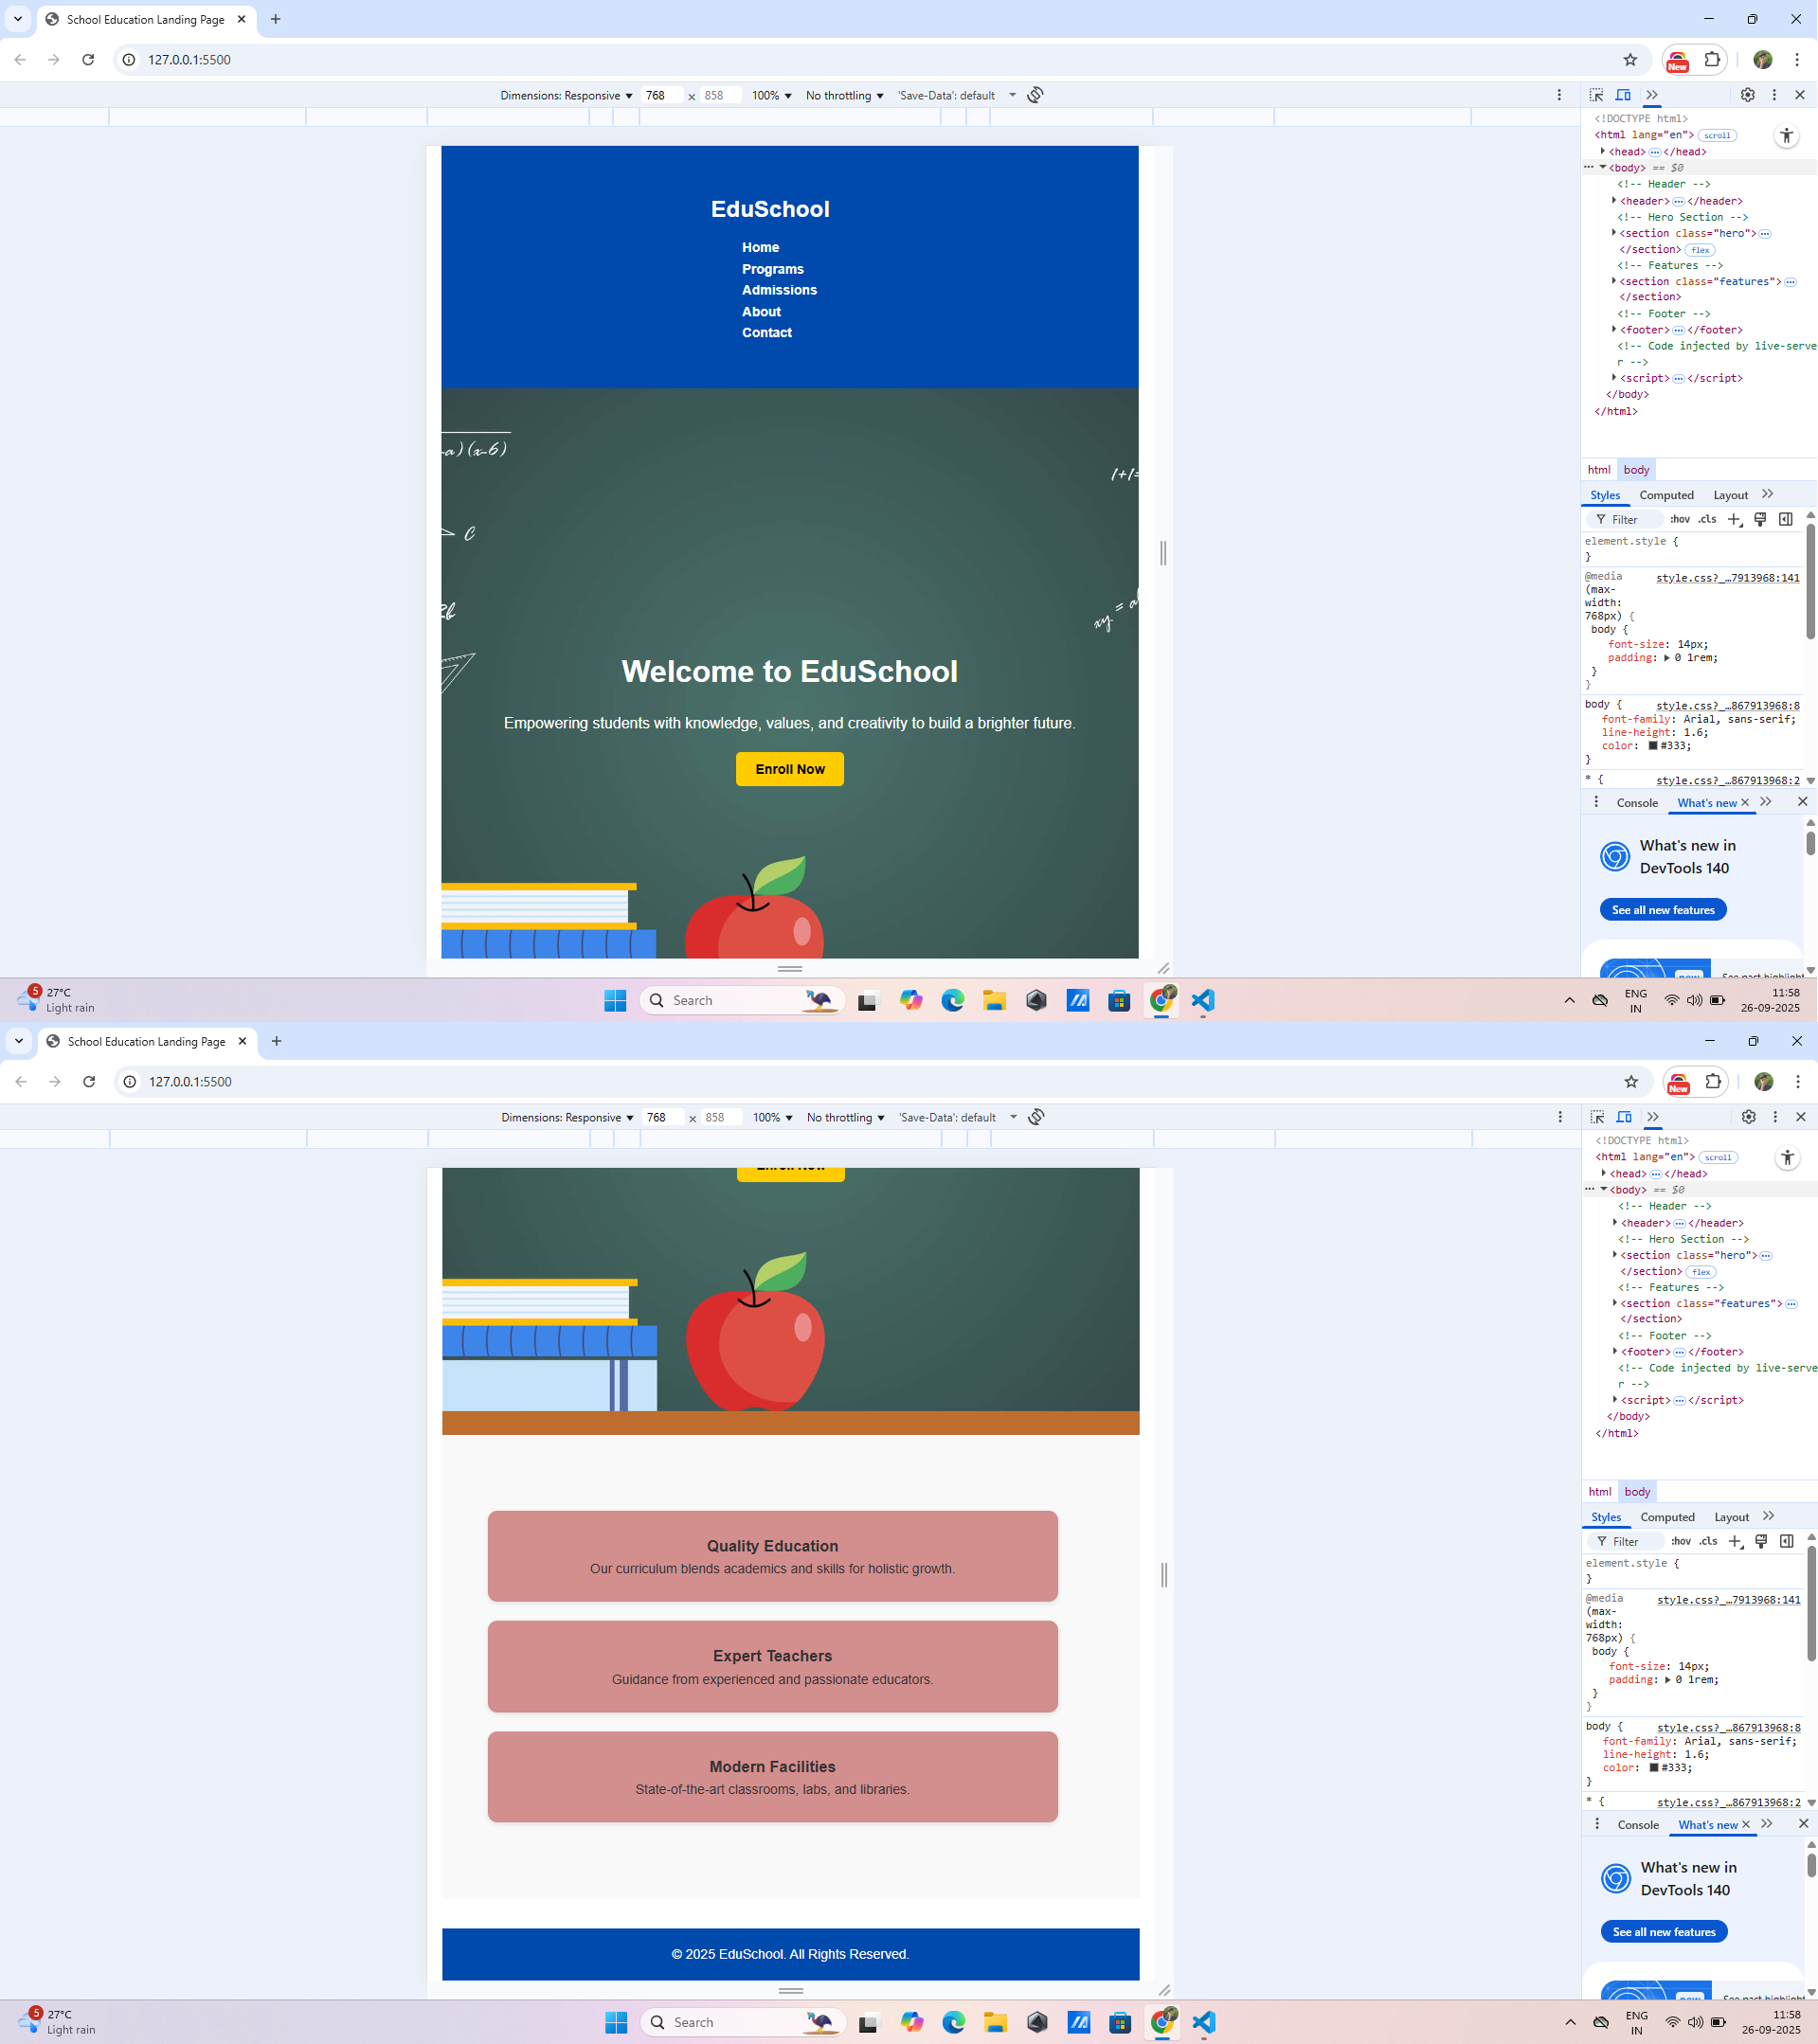 School Education Landing Page
127.0.0.1:5500
New
Dimensions: Responsive 768 x 858 100% No throttling 'Save-Data': default
EduSchool
Home
Programs
Admissions
About
Contact
-a)(x-6)
1+1=
C
2b
xy = a
Welcome to EduSchool
Empowering students with knowledge, values, and creativity to build a brighter future.
Enroll Now
<!DOCTYPE html>
<html lang="en"> scroll
<head> </head>
<body> == $0
<!-- Header -->
<header> </header>
<!-- Hero Section -->
<section class="hero">
</section> flex
<!-- Features -->
<section class="features">
</section>
<!-- Footer -->
<footer> </footer>
<!-- Code injected by live-serve
r -->
<script> </script>
</body>
</html>
html body
Styles Computed Layout
Filter :hov .cls
element.style {
}
@media style.css?_…7913968:141
(max-
width:
768px) {
body {
font-size: 14px;
padding: 0 1rem;
}
}
body { style.css?_…867913968:8
font-family: Arial, sans-serif;
line-height: 1.6;
color: #333;
}
* { style.css?_…867913968:2
Console What's new
What's new in
DevTools 140
See all new features
new See past highlight
5 27°C
Light rain
Search
ENG
IN
11:58
26-09-2025
School Education Landing Page
127.0.0.1:5500
New
Dimensions: Responsive 768 x 858 100% No throttling 'Save-Data': default
Enroll Now
Quality Education
Our curriculum blends academics and skills for holistic growth.
Expert Teachers
Guidance from experienced and passionate educators.
Modern Facilities
State-of-the-art classrooms, labs, and libraries.
© 2025 EduSchool. All Rights Reserved.
<!DOCTYPE html>
<html lang="en"> scroll
<head> </head>
<body> == $0
<!-- Header -->
<header> </header>
<!-- Hero Section -->
<section class="hero">
</section> flex
<!-- Features -->
<section class="features">
</section>
<!-- Footer -->
<footer> </footer>
<!-- Code injected by live-serve
r -->
<script> </script>
</body>
</html>
html body
Styles Computed Layout
Filter :hov .cls
element.style {
}
@media style.css?_…7913968:141
(max-
width:
768px) {
body {
font-size: 14px;
padding: 0 1rem;
}
}
body { style.css?_…867913968:8
font-family: Arial, sans-serif;
line-height: 1.6;
color: #333;
}
* { style.css?_…867913968:2
Console What's new
What's new in
DevTools 140
See all new features
new See past highlight
5 27°C
Light rain
Search
ENG
IN
11:58
26-09-2025